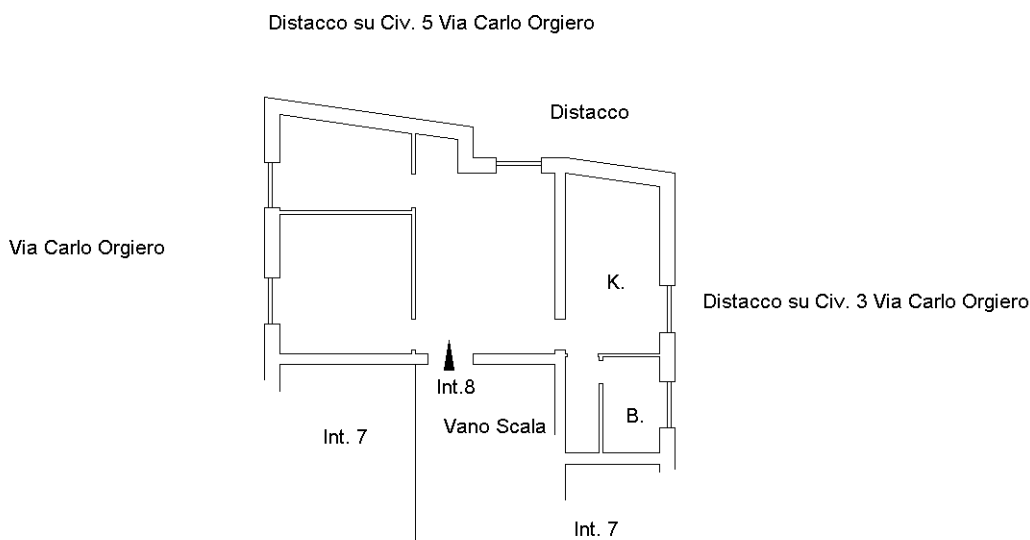 Distacco su Civ. 5 Via Carlo Orgiero
Distacco
Via Carlo Orgiero
K.
Distacco su Civ. 3 Via Carlo Orgiero
Int.8
B.
Vano Scala
Int. 7
Int. 7